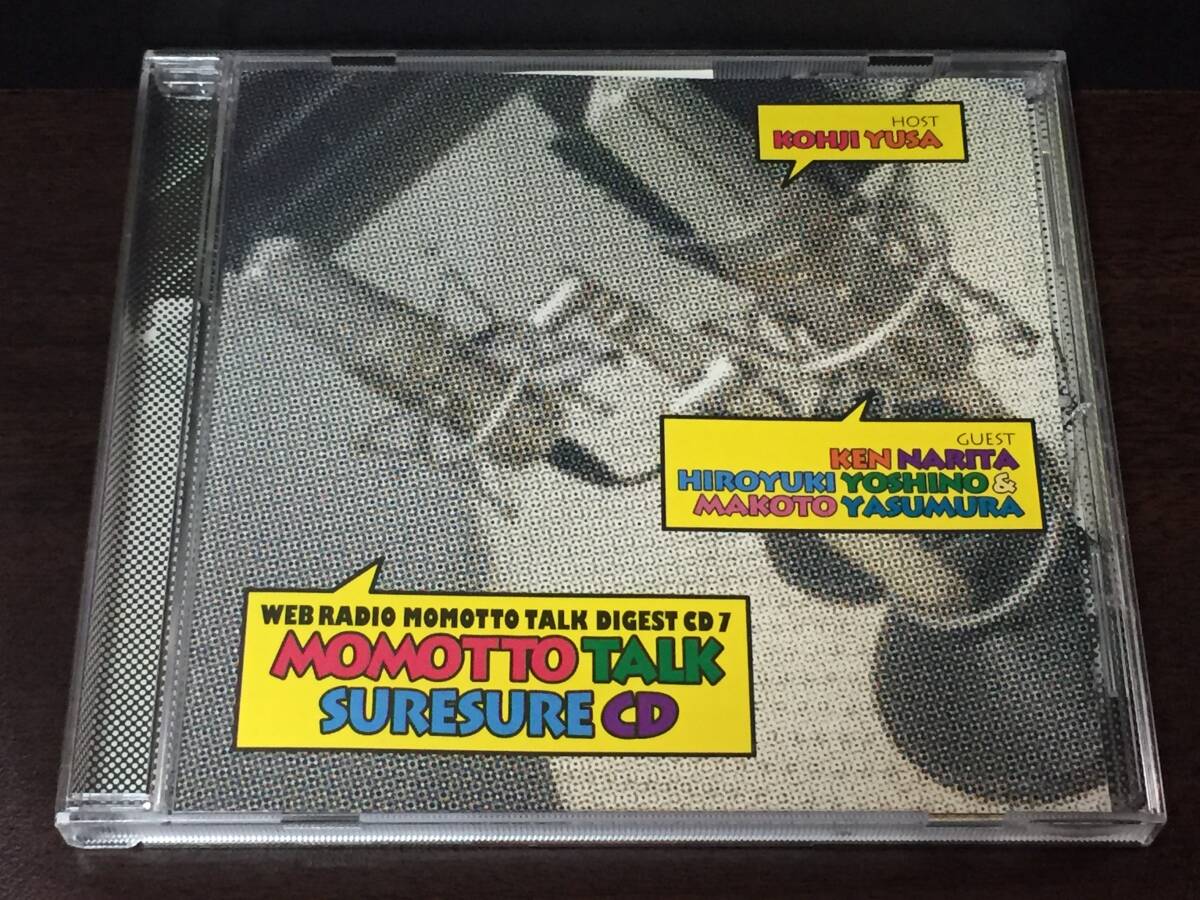 HOST
KOHJI YUSA
GUEST
KEN NARITA
HIROYUKI YOSHINO &
MAKOTO YASUMURA
WEB RADIO MOMOTTO TALK DIGEST CD 7
MOMOTTO TALK
SURESURE CD